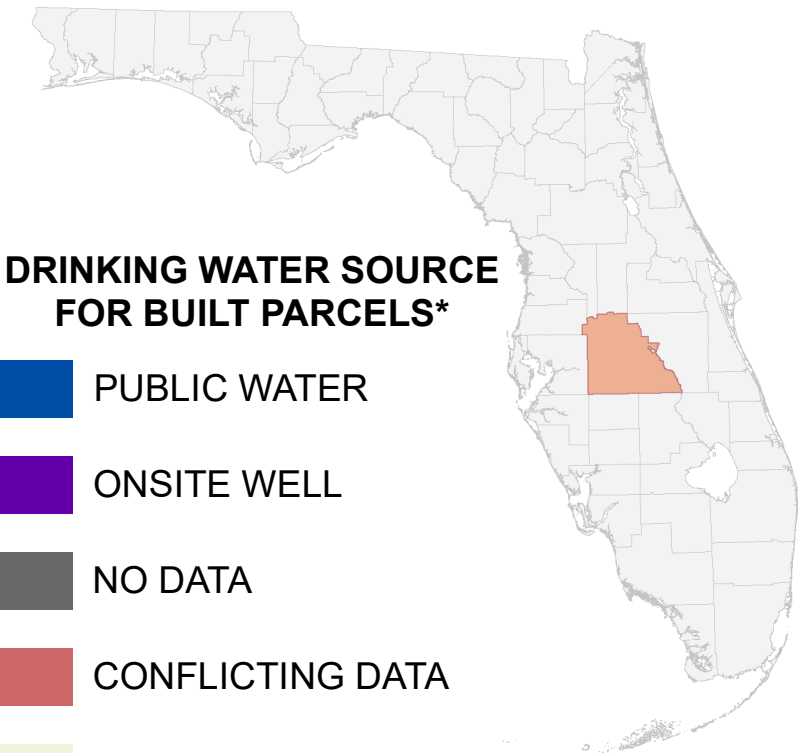 DRINKING WATER SOURCE
FOR BUILT PARCELS*
PUBLIC WATER
ONSITE WELL
NO DATA
CONFLICTING DATA